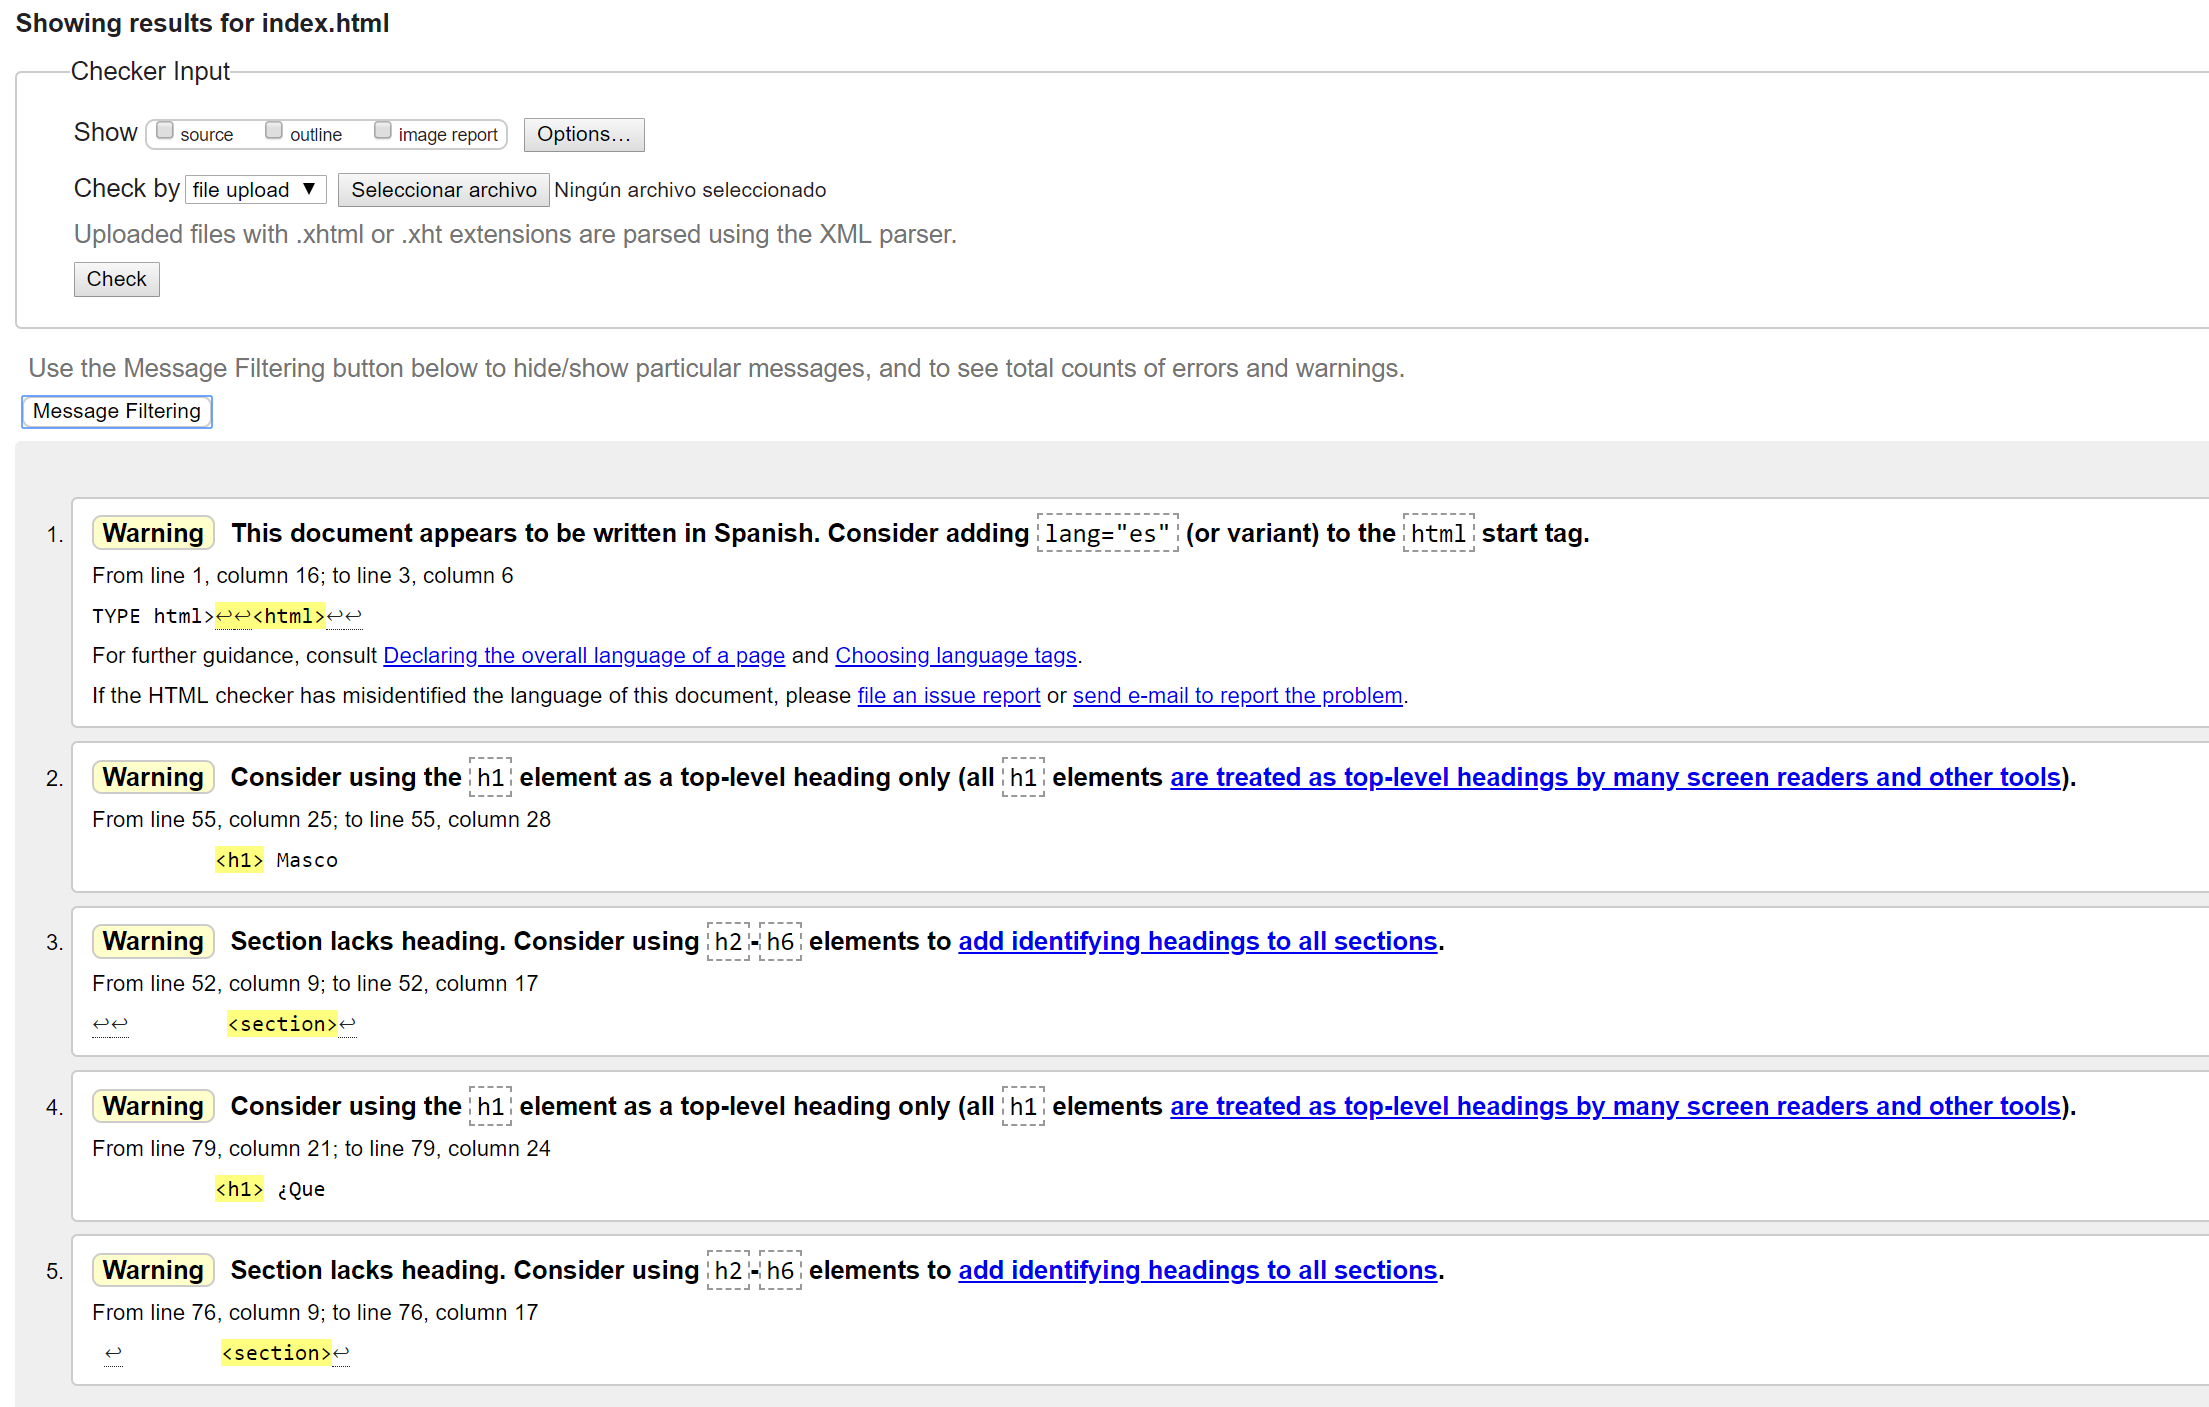 Showing results for index.html
Checker Input
Show source outline image report Options...
Check by file upload ▼ Seleccionar archivo Ningún archivo seleccionado
Uploaded files with .xhtml or .xht extensions are parsed using the XML parser.
Check
Use the Message Filtering button below to hide/show particular messages, and to see total counts of errors and warnings.
Message Filtering
1. Warning This document appears to be written in Spanish. Consider adding lang="es" (or variant) to the html start tag.
From line 1, column 16; to line 3, column 6
TYPE html>↩↩<html>↩↩
For further guidance, consult Declaring the overall language of a page and Choosing language tags.
If the HTML checker has misidentified the language of this document, please file an issue report or send e-mail to report the problem.
2. Warning Consider using the h1 element as a top-level heading only (all h1 elements are treated as top-level headings by many screen readers and other tools).
From line 55, column 25; to line 55, column 28
<h1> Masco
3. Warning Section lacks heading. Consider using h2-h6 elements to add identifying headings to all sections.
From line 52, column 9; to line 52, column 17
↩↩ <section>↩
4. Warning Consider using the h1 element as a top-level heading only (all h1 elements are treated as top-level headings by many screen readers and other tools).
From line 79, column 21; to line 79, column 24
<h1> ¿Que
5. Warning Section lacks heading. Consider using h2-h6 elements to add identifying headings to all sections.
From line 76, column 9; to line 76, column 17
↩ <section>↩